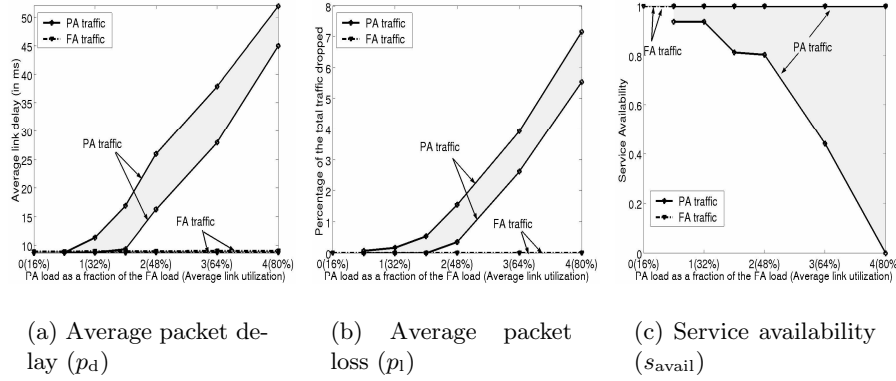 Average link delay (in ms)
50
45
40
35
30
25
20
15
10
PA traffic
FA traffic
PA traffic
FA traffic
0(16%) 1(32%) 2(48%) 3(64%) 4(80%)
PA load as a fraction of the FA load (Average link utilization)
(a) Average packet de-
lay (p_d)
Percentage of the total traffic dropped
8
7
6
5
4
3
2
1
0
PA traffic
FA traffic
PA traffic
FA traffic
0(16%) 1(32%) 2(48%) 3(64%) 4(80%)
PA load as a fraction of the FA load (Average link utilization)
(b) Average packet
loss (p_l)
Service Availability
1
0.8
0.6
0.4
0.2
0
FA traffic
PA traffic
PA traffic
FA traffic
0(16%) 1(32%) 2(48%) 3(64%) 4(80%)
PA load as a fraction of the FA load (Average link utilization)
(c) Service availability
(s_avail)